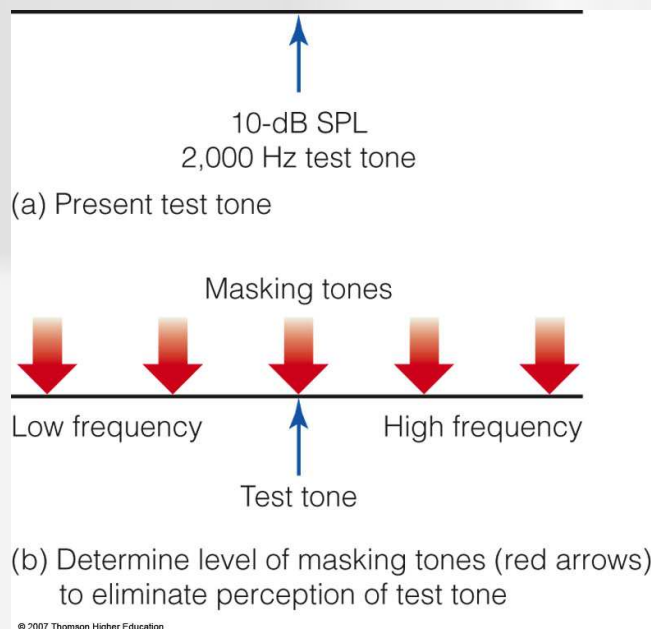 10-dB SPL
2,000 Hz test tone
(a) Present test tone
Masking tones
Low frequency High frequency
Test tone
(b) Determine level of masking tones (red arrows)
to eliminate perception of test tone
© 2007 Thomson Higher Education